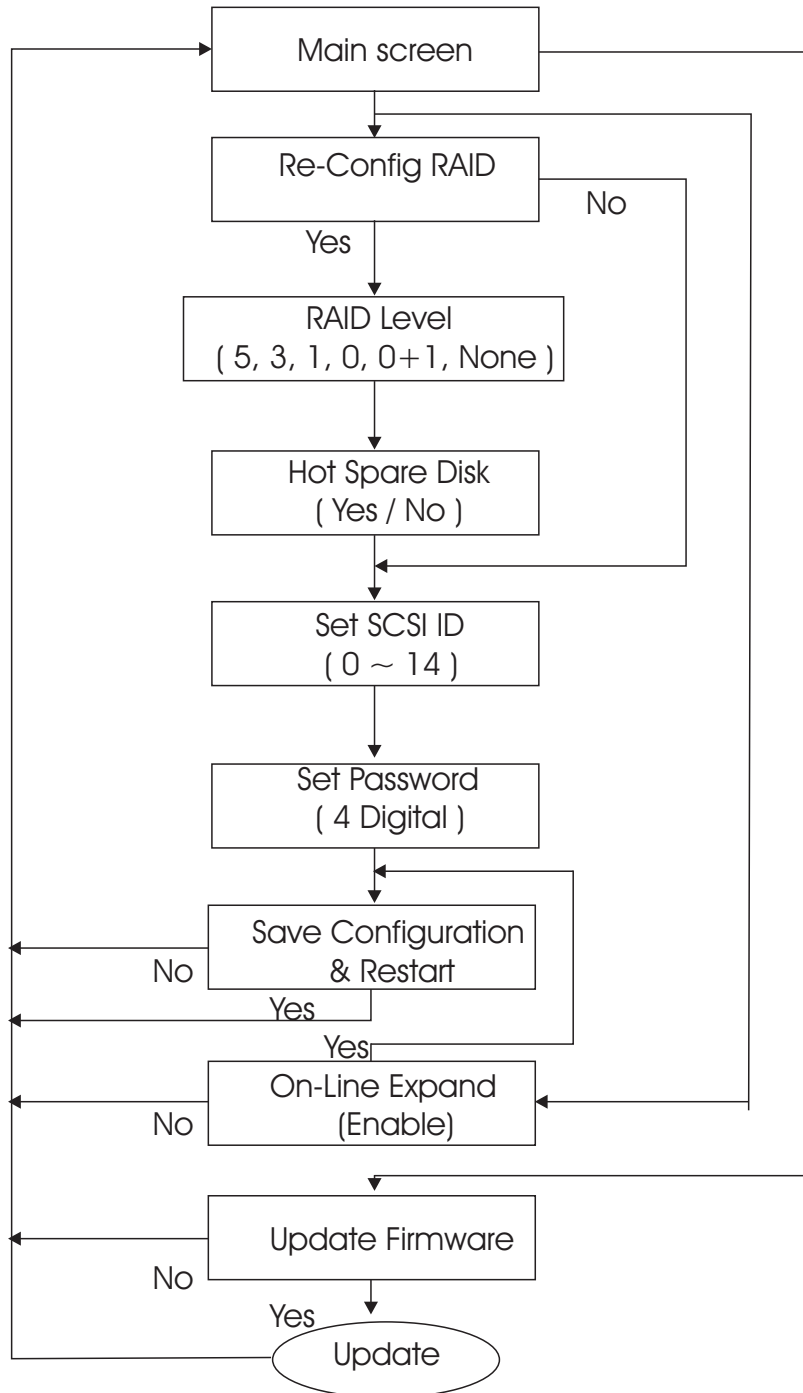 Main screen
Re-Config RAID
No
Yes
RAID Level
( 5, 3, 1, 0, 0+1, None )
Hot Spare Disk
( Yes / No )
Set SCSI ID
( 0 ~ 14 )
Set Password
( 4 Digital )
Save Configuration
& Restart
No
Yes
Yes
On-Line Expand
(Enable)
No
Update Firmware
No
Yes
Update